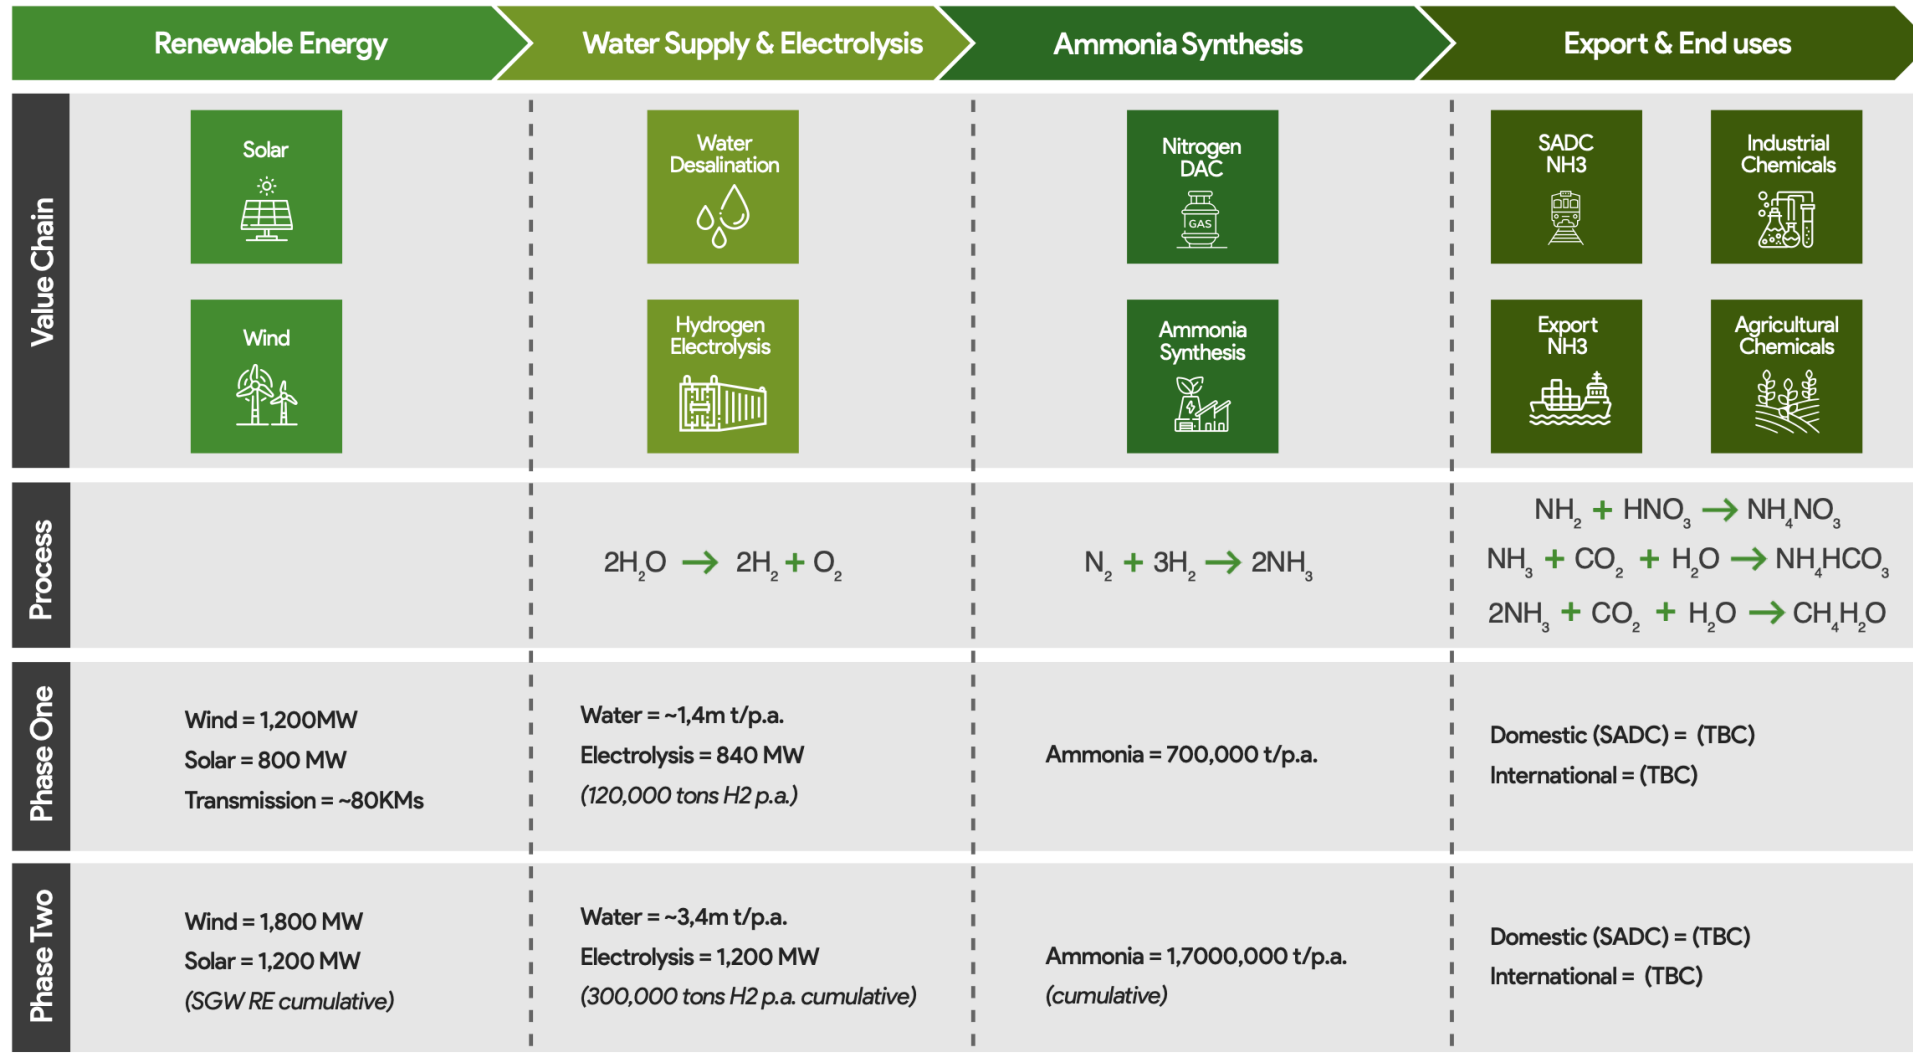 Renewable Energy
Water Supply & Electrolysis
Ammonia Synthesis
Export & End uses
Value Chain
Solar
Wind
Water
Desalination
Hydrogen
Electrolysis
Nitrogen
DAC
GAS
Ammonia
Synthesis
SADC
NH3
Industrial
Chemicals
Export
NH3
Agricultural
Chemicals
Process
2H₂O → 2H₂ + O₂
N₂ + 3H₂ → 2NH₃
NH₂ + HNO₃ → NH₄NO₃
NH₃ + CO₂ + H₂O → NH₄HCO₃
2NH₃ + CO₂ + H₂O → CH₄H₂O
Phase One
Wind = 1,200MW
Solar = 800 MW
Transmission = ~80KMs
Water = ~1,4m t/p.a.
Electrolysis = 840 MW
(120,000 tons H2 p.a.)
Ammonia = 700,000 t/p.a.
Domestic (SADC) = (TBC)
International = (TBC)
Phase Two
Wind = 1,800 MW
Solar = 1,200 MW
(SGW RE cumulative)
Water = ~3,4m t/p.a.
Electrolysis = 1,200 MW
(300,000 tons H2 p.a. cumulative)
Ammonia = 1,7000,000 t/p.a.
(cumulative)
Domestic (SADC) = (TBC)
International = (TBC)